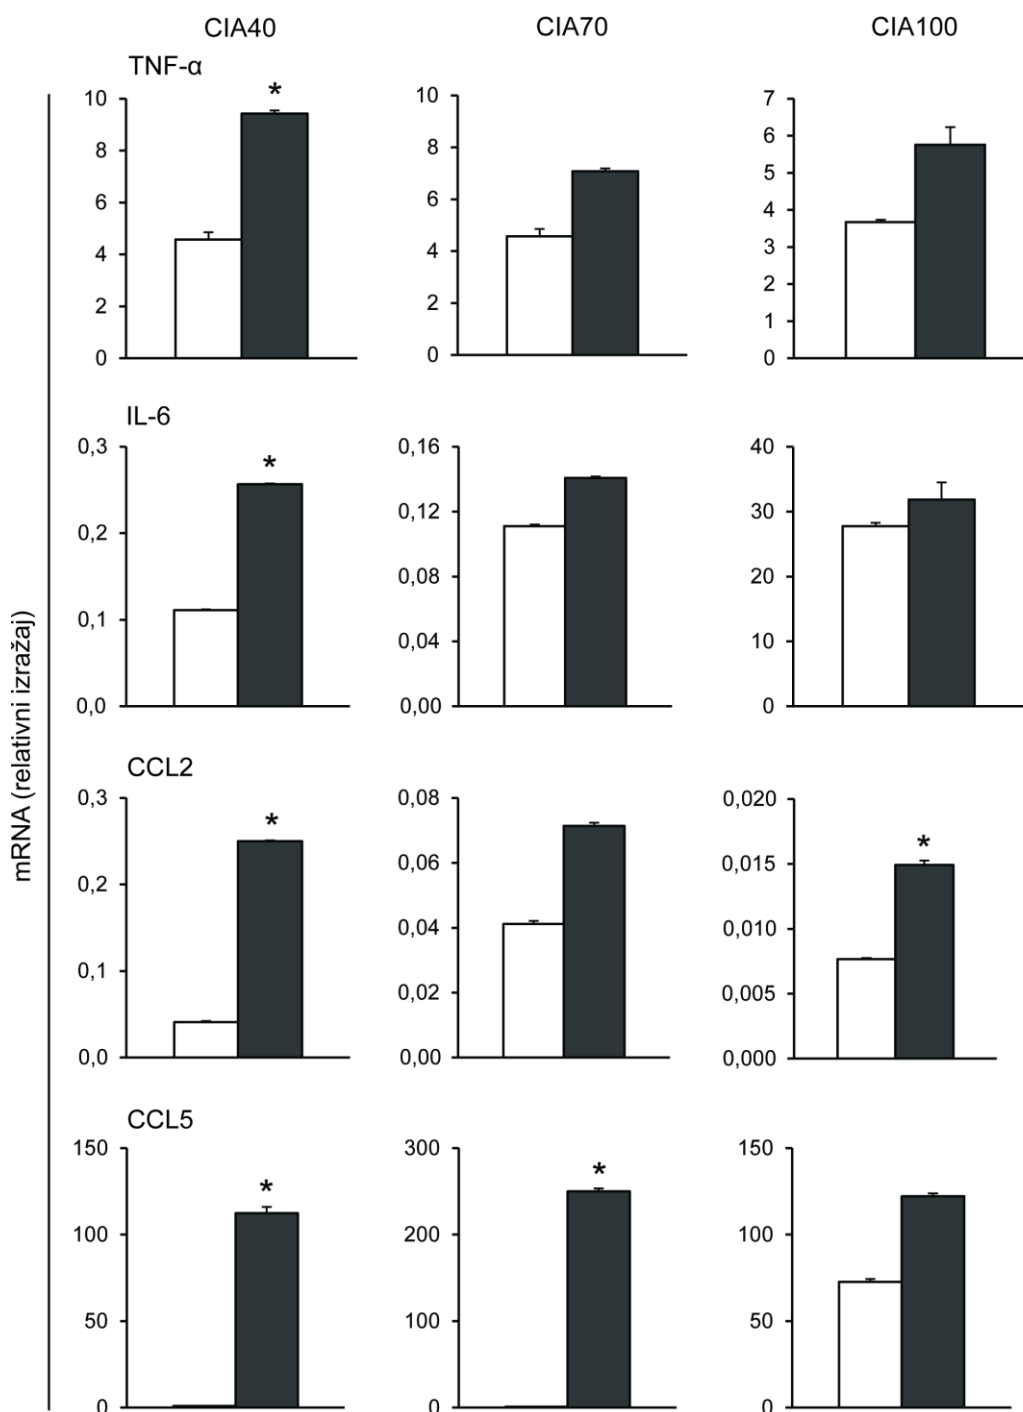 CIA40 CIA70 CIA100
TNF-α
mRNA (relativni izražaj)
10 * 10 7
8 8 6
6 6 5
4 4 4
2 2 3
0 0 2
1
0
IL-6
0,3 * 0,16 40
0,2 0,12 30
0,1 0,08 20
0,0 0,04 10
0,00 0
CCL2
0,3 * 0,08 0,020 *
0,2 0,06 0,015
0,1 0,04 0,010
0,0 0,02 0,005
0,00 0,000
CCL5
150 * 300 * 150
100 200 100
50 100 50
0 0 0